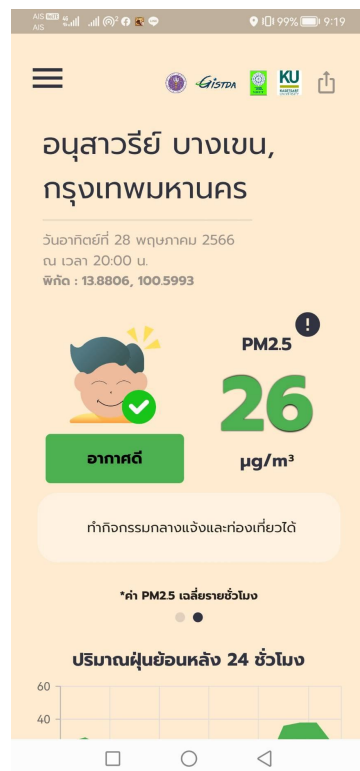 AIS 99% 9:19
AIS
GISTDA KU
อนุสาวรีย์ บางเขน,
กรุงเทพมหานคร
วันอาทิตย์ที่ 28 พฤษภาคม 2566
ณ เวลา 20:00 น.
พิกัด : 13.8806, 100.5993
PM2.5
26
อากาศดี
µg/m³
ทำกิจกรรมกลางแจ้งและท่องเที่ยวได้
*ค่า PM2.5 เฉลี่ยรายชั่วโมง
ปริมาณฝุ่นย้อนหลัง 24 ชั่วโมง
60
40